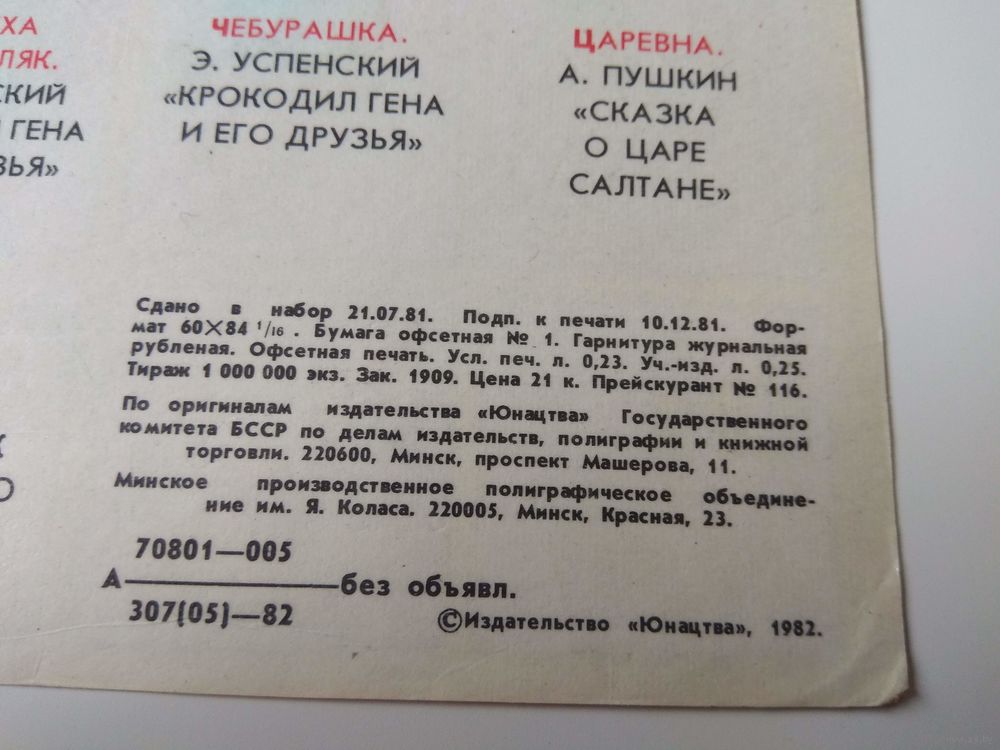 ХА
ЛЯК.
СКИЙ
ГЕНА
ЗЬЯ»
ЧЕБУРАШКА.
Э. УСПЕНСКИЙ
«КРОКОДИЛ ГЕНА
И ЕГО ДРУЗЬЯ»
ЦАРЕВНА.
А. ПУШКИН
«СКАЗКА
О ЦАРЕ
САЛТАНЕ»
Сдано в набор 21.07.81. Подп. к печати 10.12.81. Фор-
мат 60×84 1/16. Бумага офсетная № 1. Гарнитура журнальная
рубленая. Офсетная печать. Усл. печ. л. 0,23. Уч.-изд. л. 0,25.
Тираж 1 000 000 экз. Зак. 1909. Цена 21 к. Прейскурант № 116.
По оригиналам издательства «Юнацтва» Государственного
комитета БССР по делам издательств, полиграфии и книжной
торговли. 220600, Минск, проспект Машерова, 11.
Минское производственное полиграфическое объедине-
ние им. Я. Коласа. 220005, Минск, Красная, 23.
70801—005
А—без объявл.
307(05)—82
©Издательство «Юнацтва», 1982.